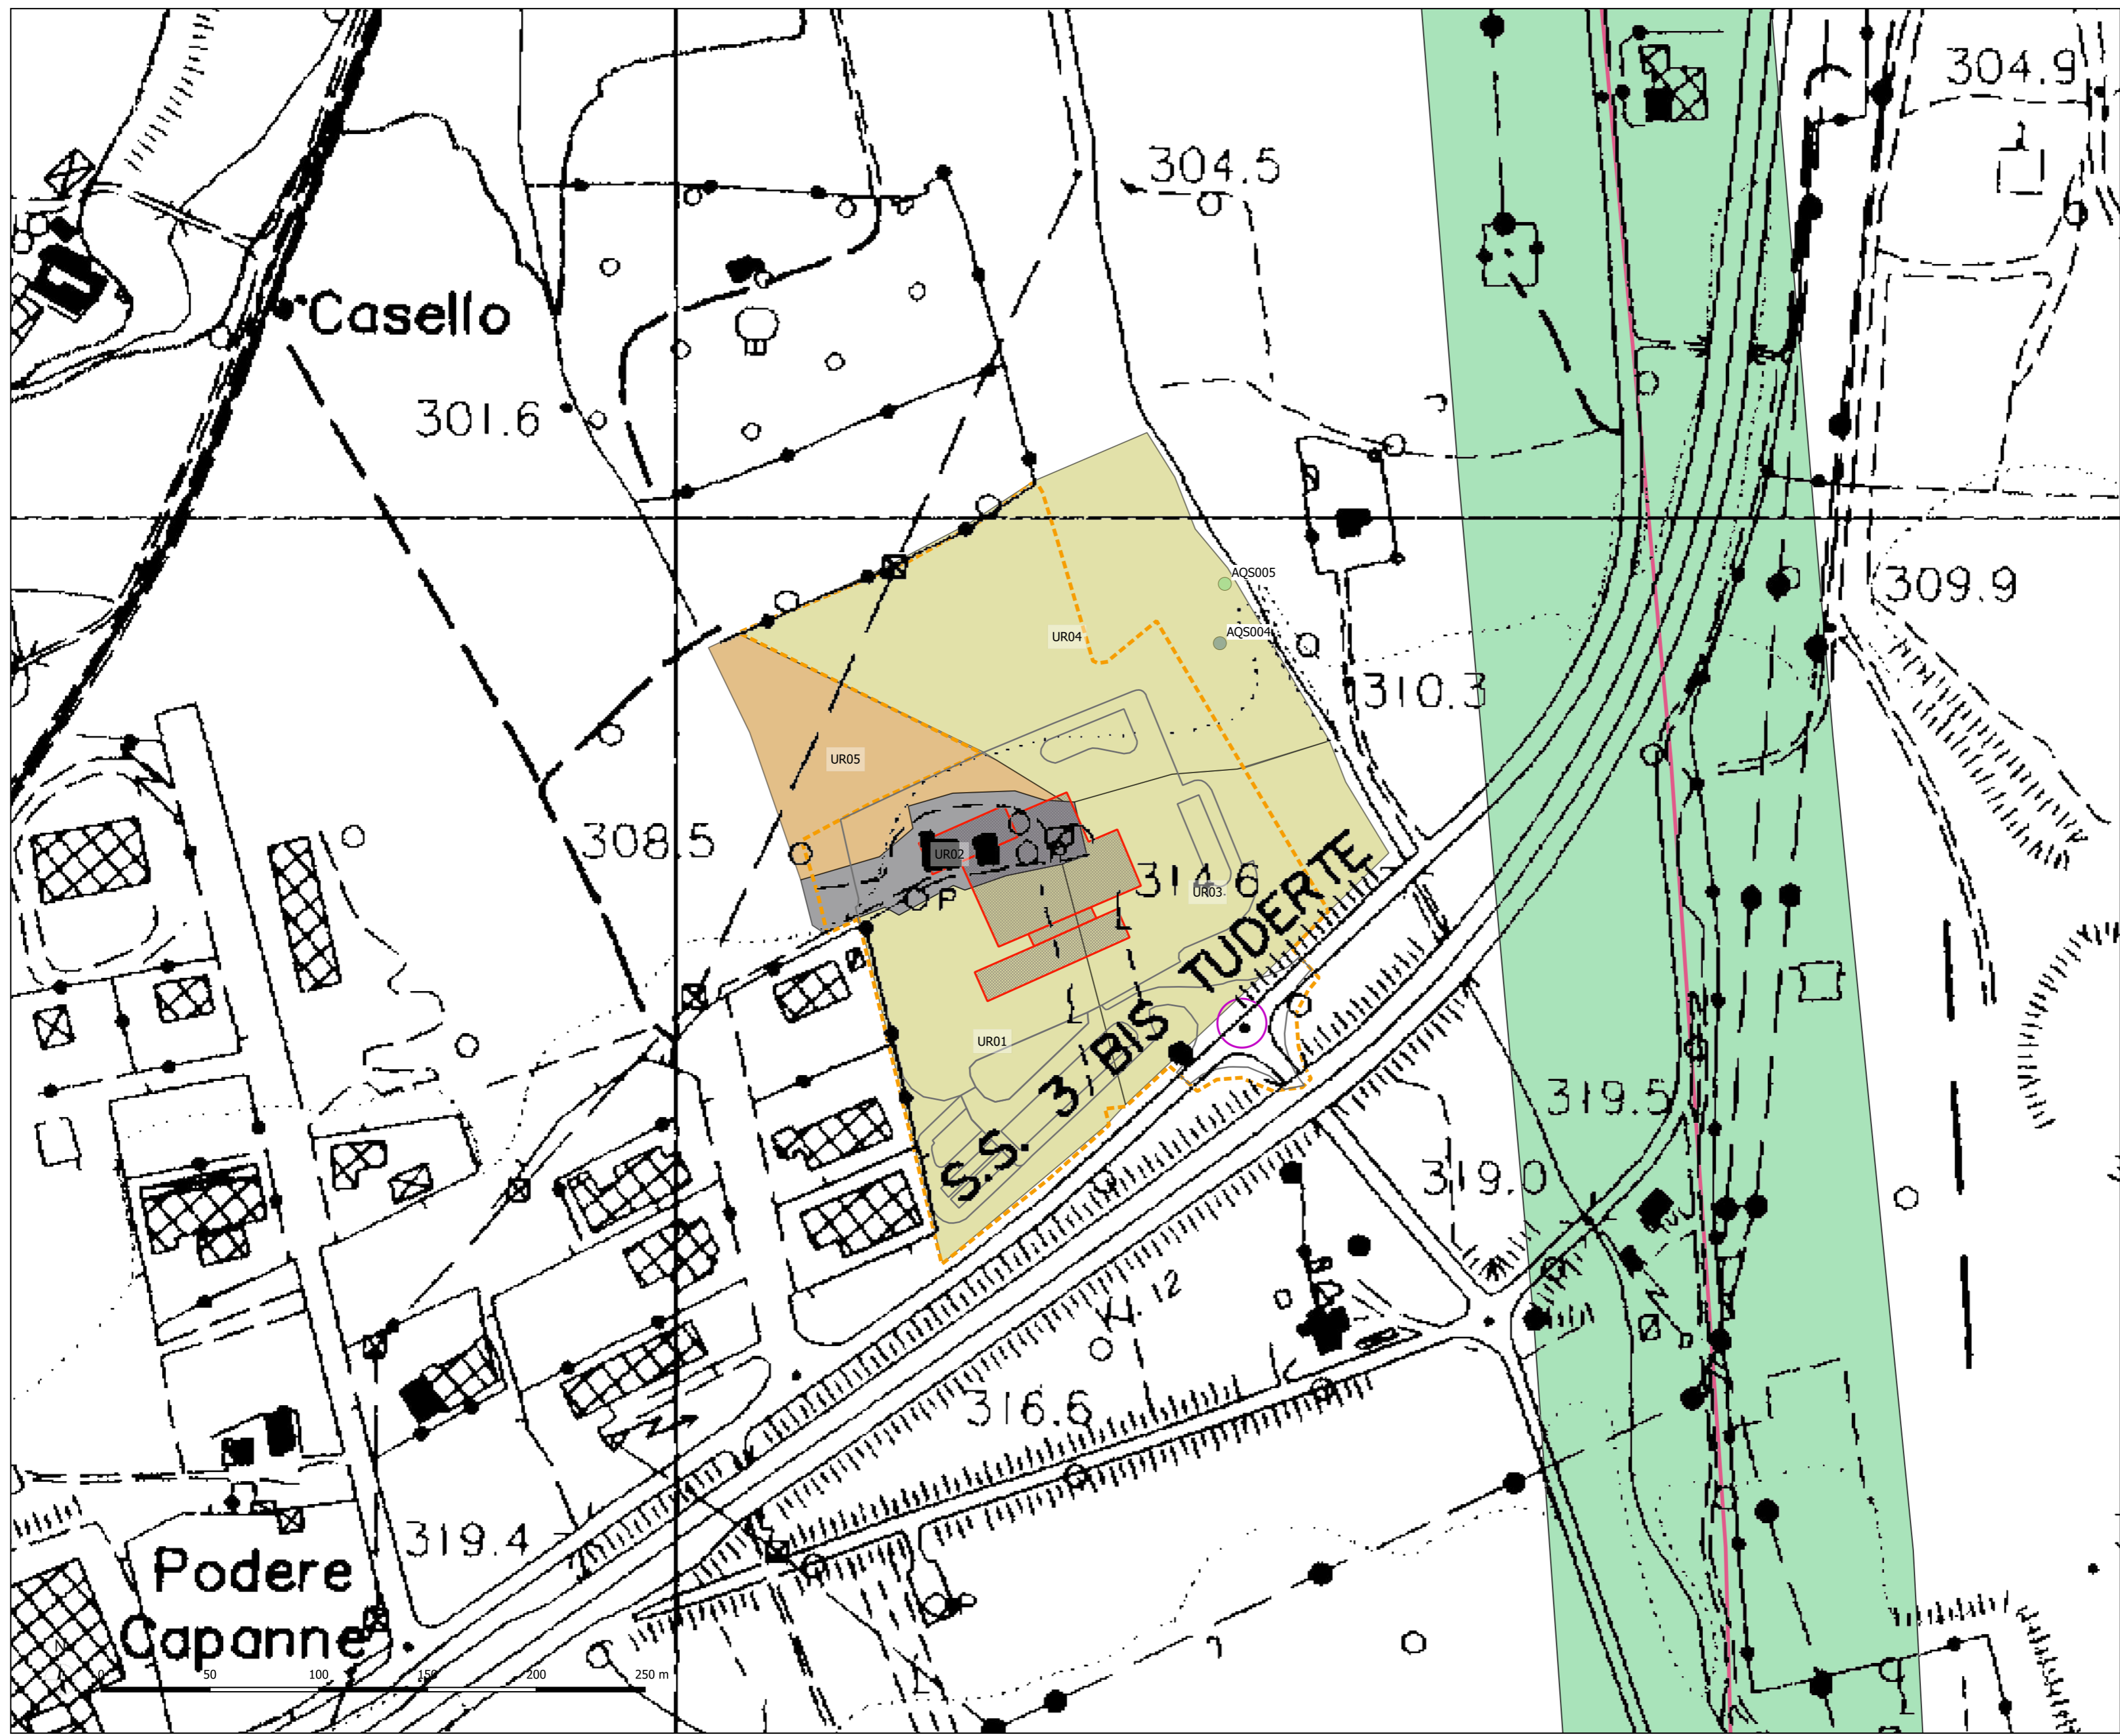 304.9
304.5
Casello
301.6
AQS005
309.9
AQS004
UR04
310.3
UR05
308.5
UR02
314.6
UR03
P
UR01
S.S. 3 BIS TUDERTE
319.5
319.0
KI. 12
316.6
319.4
Podere
Capanne
N
0 50 100 150 200 250 m